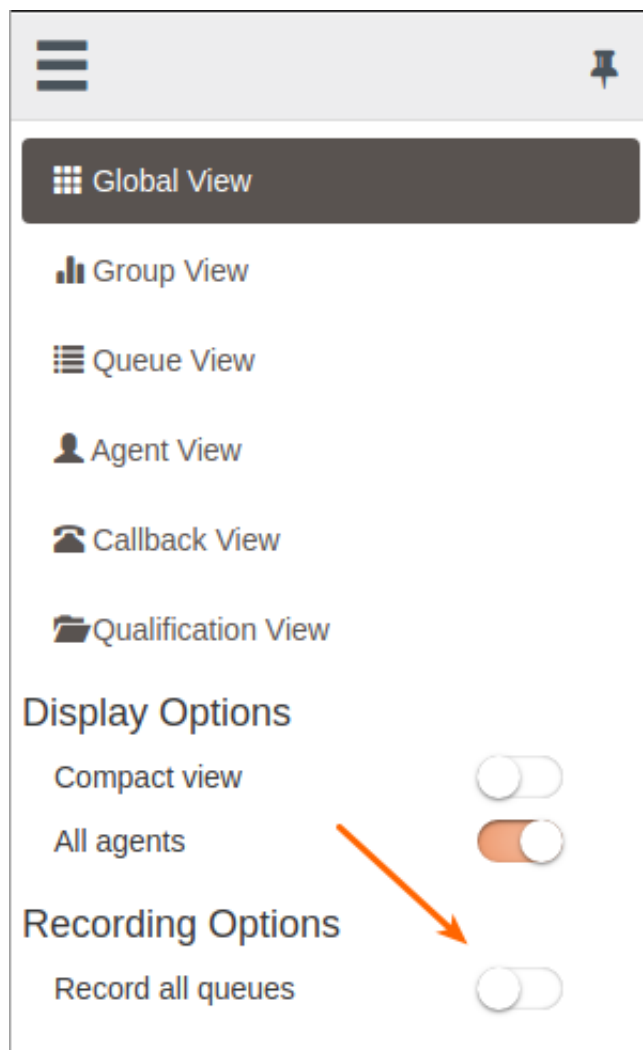 Global View
Group View
Queue View
Agent View
Callback View
Qualification View
Display Options
Compact view
All agents
Recording Options
Record all queues